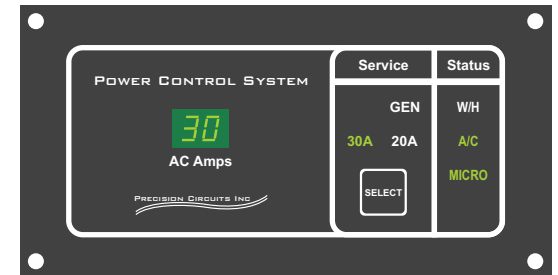 POWER CONTROL SYSTEM
30
AC Amps
PRECISION CIRCUITS INC
Service
GEN
30A 20A
SELECT
Status
W/H
A/C
MICRO